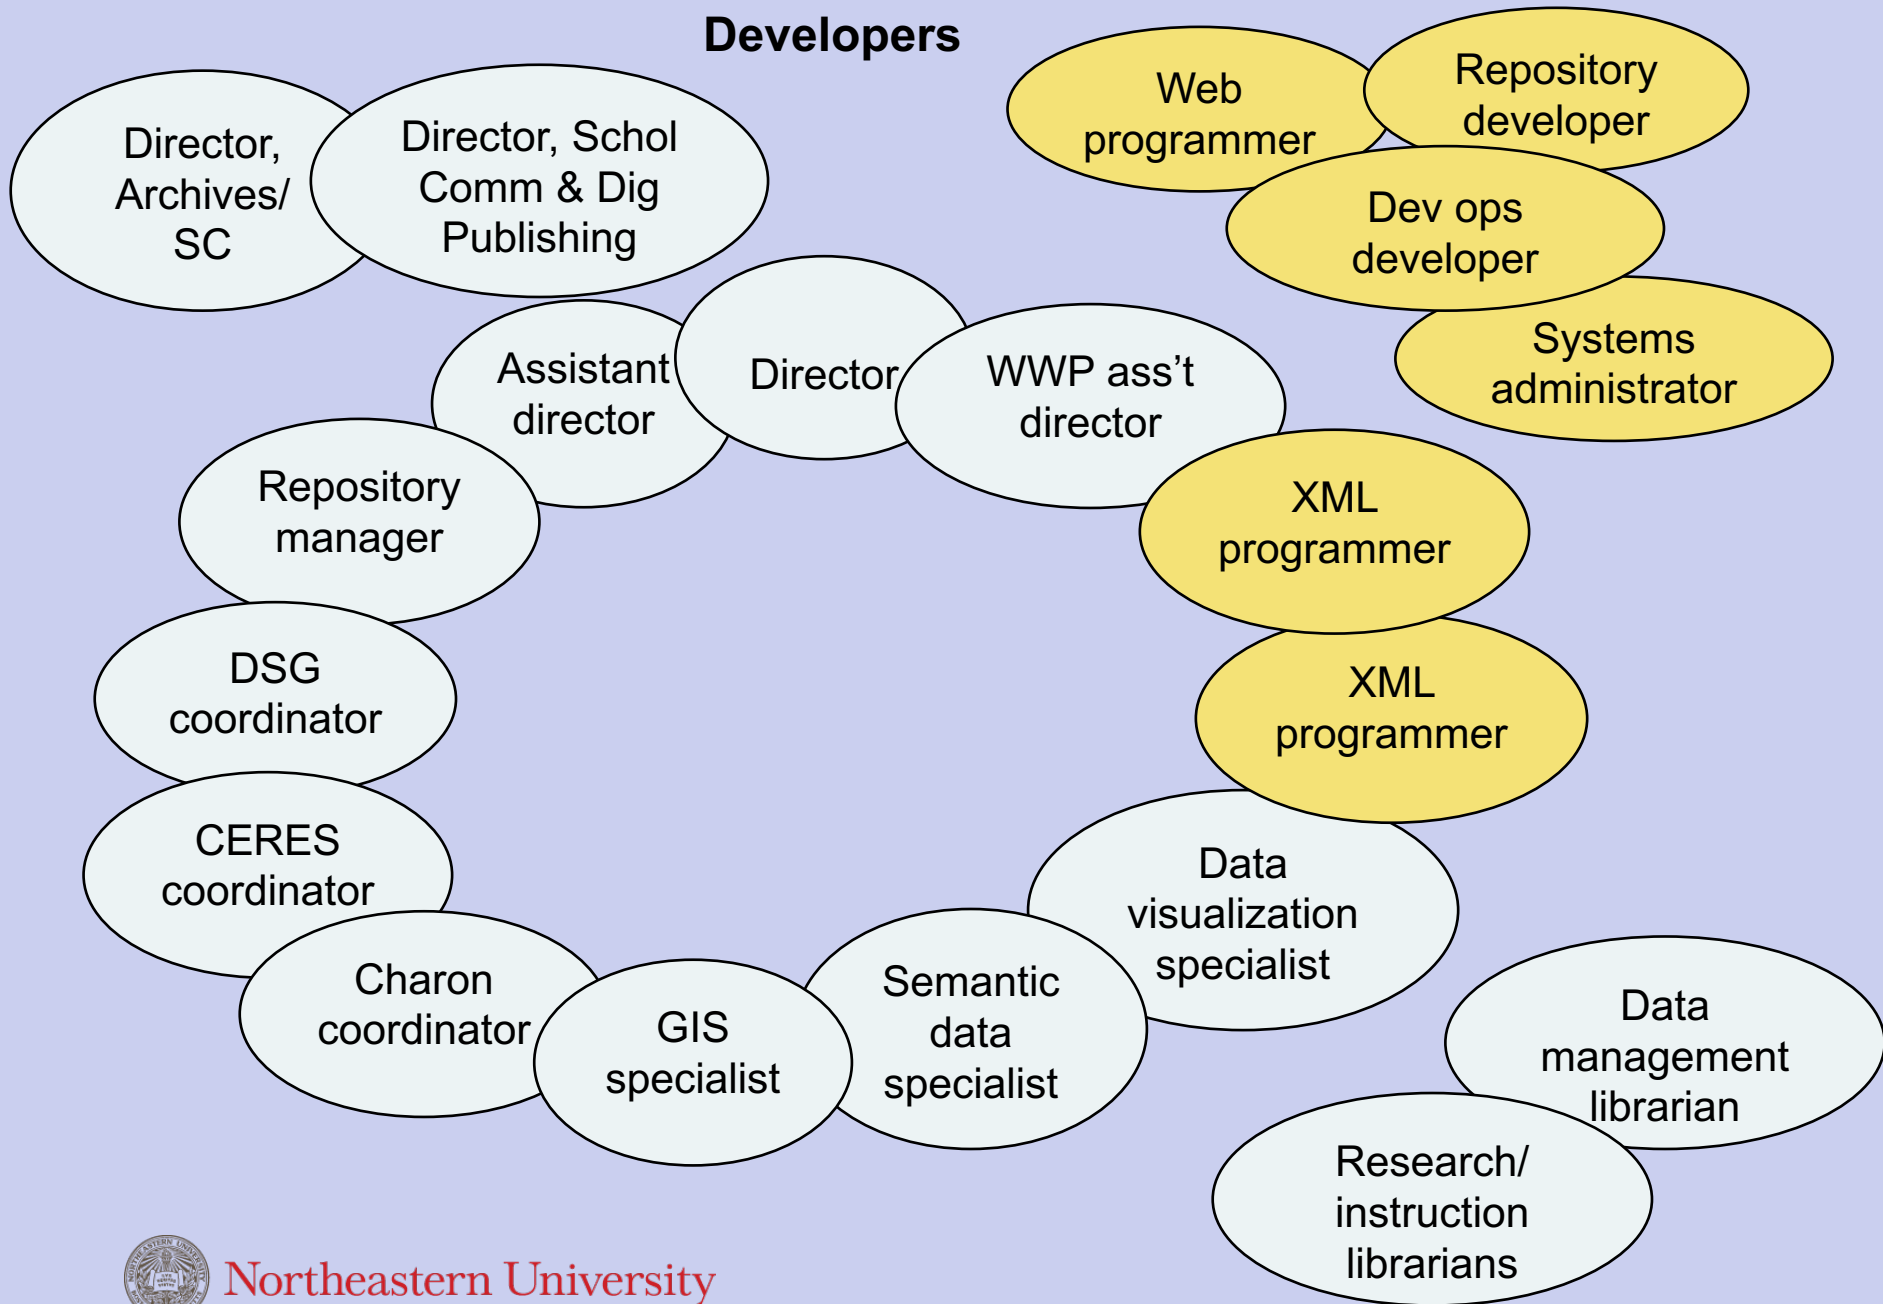 Developers
Director,
Archives/
SC
Director, Schol
Comm & Dig
Publishing
Web
programmer
Repository
developer
Dev ops
developer
Systems
administrator
Assistant
director
Director
WWP ass’t
director
Repository
manager
XML
programmer
DSG
coordinator
XML
programmer
CERES
coordinator
Data
visualization
specialist
Charon
coordinator
GIS
specialist
Semantic
data
specialist
Data
management
librarian
Research/
instruction
librarians
Northeastern University